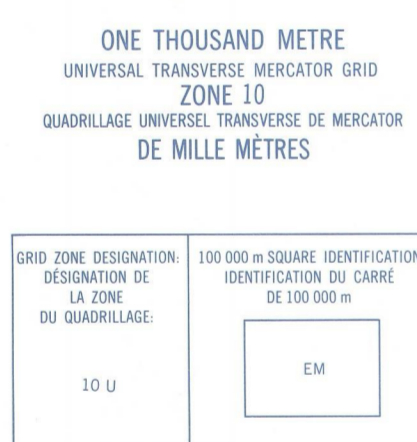 ONE THOUSAND METRE
UNIVERSAL TRANSVERSE MERCATOR GRID
ZONE 10
QUADRILLAGE UNIVERSEL TRANSVERSE DE MERCATOR
DE MILLE MÈTRES
GRID ZONE DESIGNATION:
DÉSIGNATION DE
LA ZONE
DU QUADRILLAGE:
10 U
100 000 m SQUARE IDENTIFICATION
IDENTIFICATION DU CARRÉ
DE 100 000 m
EM